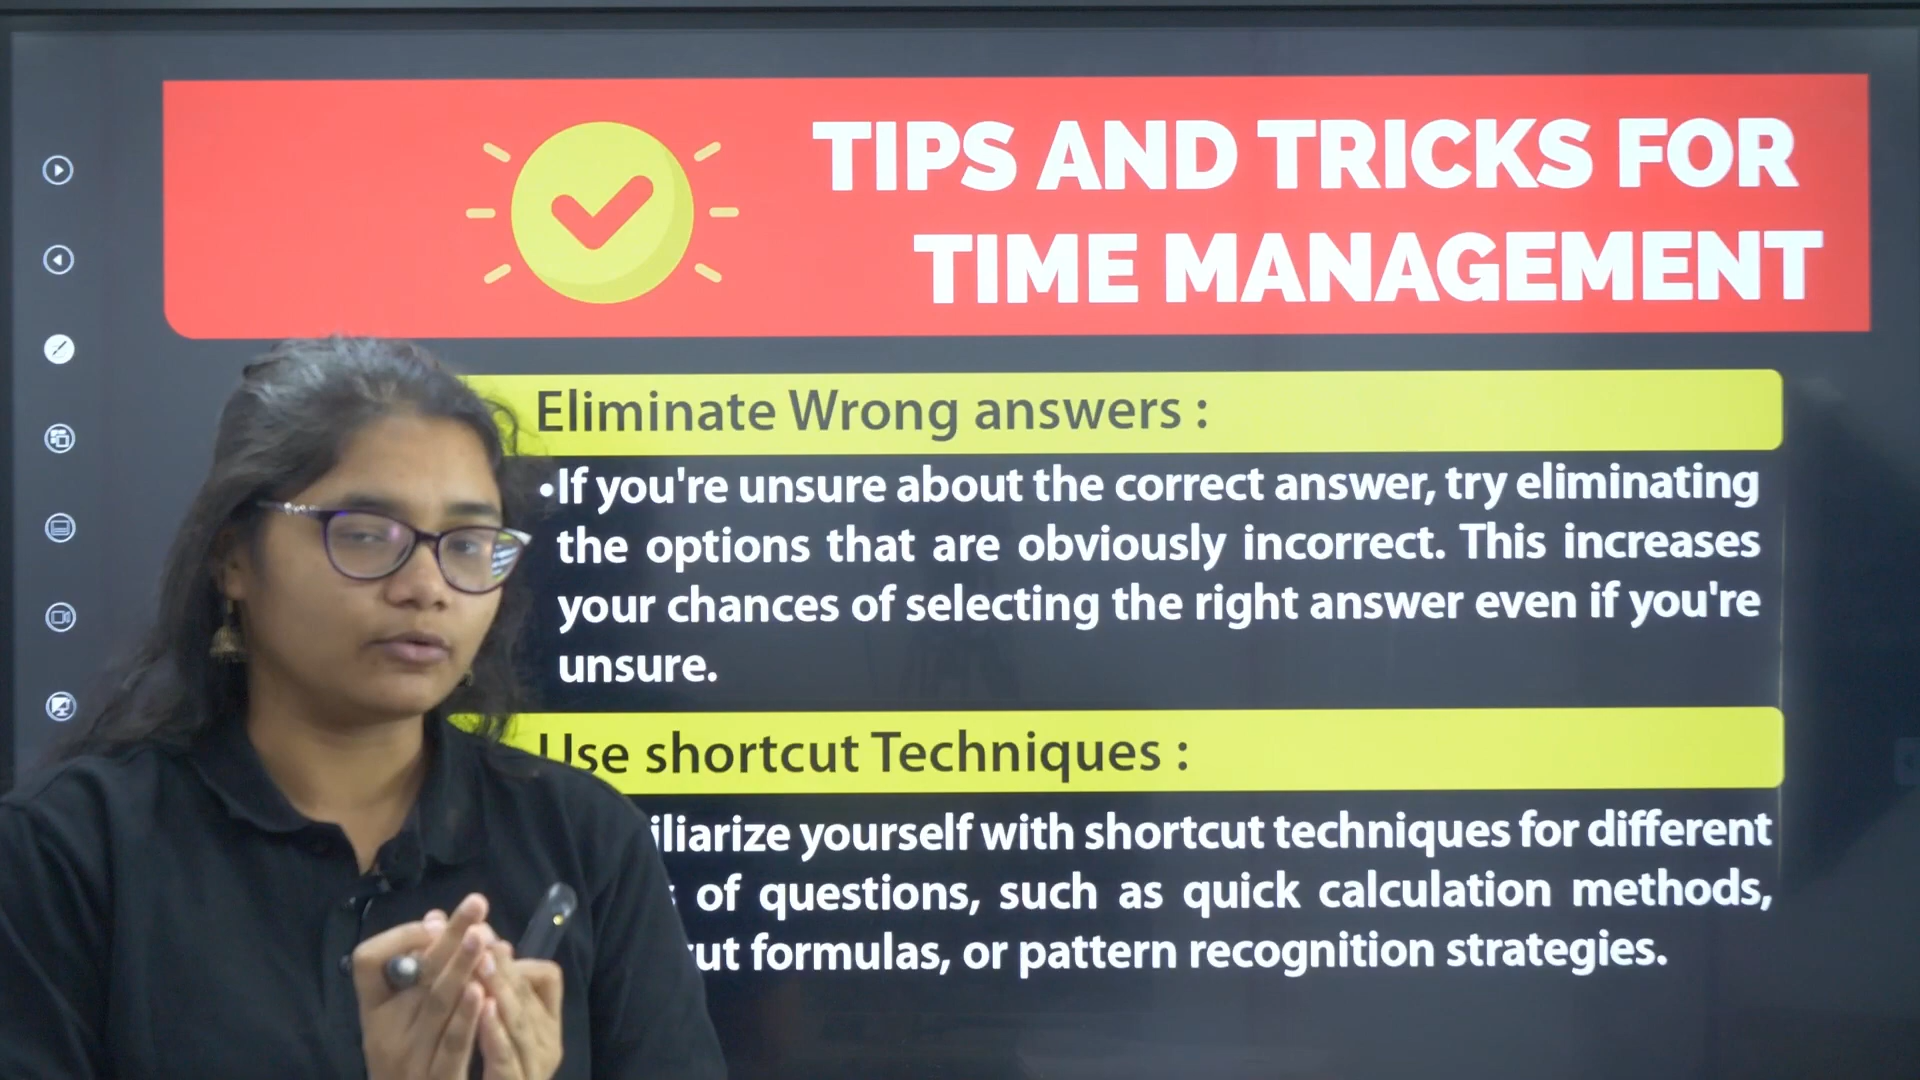 TIPS AND TRICKS FOR
TIME MANAGEMENT
Eliminate Wrong answers :
•If you're unsure about the correct answer, try eliminating
the options that are obviously incorrect. This increases
your chances of selecting the right answer even if you're
unsure.
Use shortcut Techniques :
yourself with shortcut techniques for different
of questions, such as quick calculation methods,
formulas, or pattern recognition strategies.